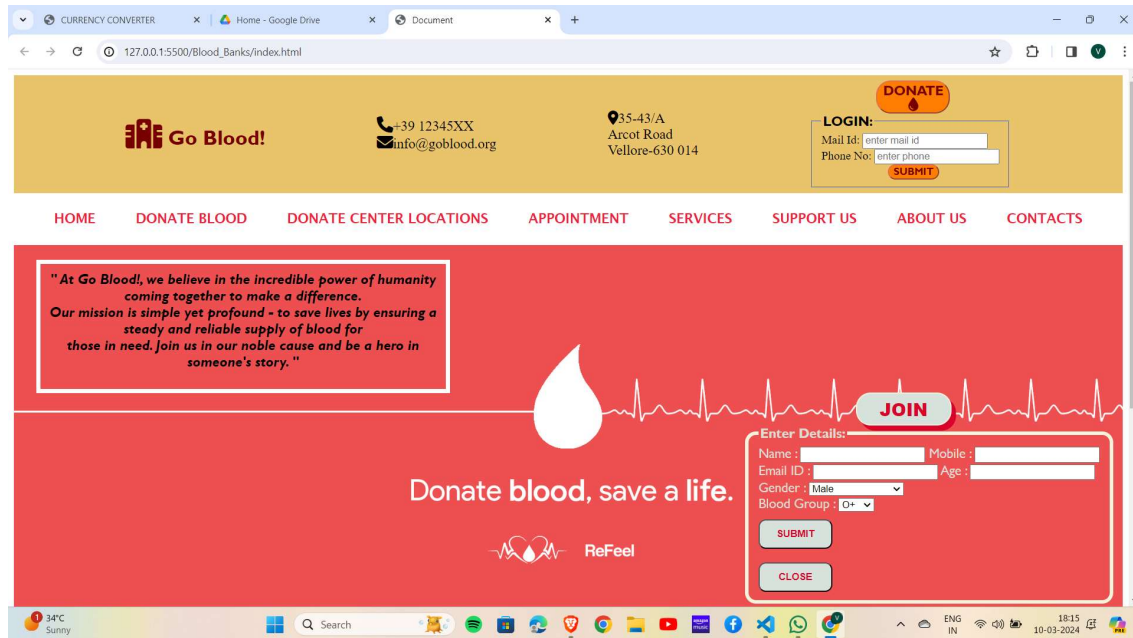 CURRENCY CONVERTER
Home - Google Drive
Document
127.0.0.1:5500/Blood_Banks/index.html
V
Go Blood!
+39 12345XX
info@goblood.org
35-43/A
Arcot Road
Vellore-630 014
DONATE
LOGIN:
Mail Id: enter mail id
Phone No: enter phone
SUBMIT
HOME DONATE BLOOD DONATE CENTER LOCATIONS APPOINTMENT SERVICES SUPPORT US ABOUT US CONTACTS
" At Go Blood!, we believe in the incredible power of humanity
coming together to make a difference.
Our mission is simple yet profound - to save lives by ensuring a
steady and reliable supply of blood for
those in need. Join us in our noble cause and be a hero in
someone's story. "
JOIN
Enter Details:
Name : Mobile :
Email ID : Age :
Gender : Male
Blood Group : O+
SUBMIT
CLOSE
Donate blood, save a life.
ReFeel
1
34°C
Sunny
Search
ENG
IN
18:15
10-03-2024